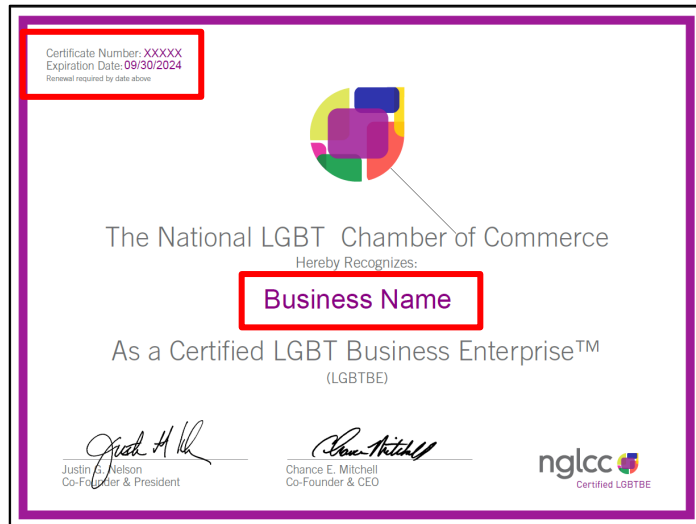 Certificate Number: XXXXX
Expiration Date: 09/30/2024
Renewal required by date above
The National LGBT Chamber of Commerce
Hereby Recognizes:
Business Name
As a Certified LGBT Business Enterprise™
(LGBTBE)
Justin G. Nelson
Co-Founder & President
Chance E. Mitchell
Co-Founder & CEO
nglcc
Certified LGBTBE